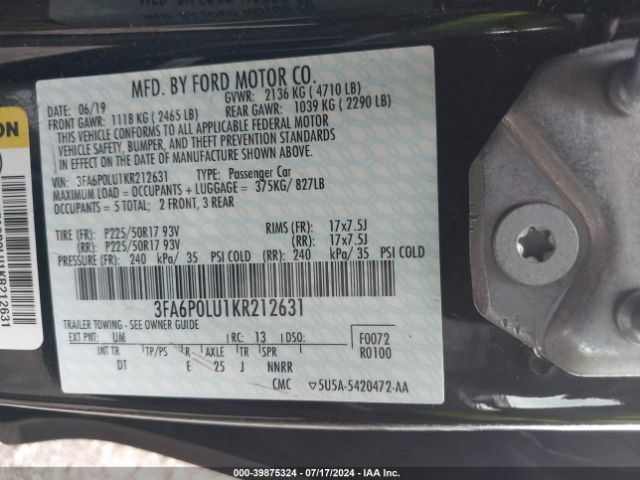 MFD. BY FORD MOTOR CO.
DATE: 06/19 GVWR: 2136 KG ( 4710 LB)
FRONT GAWR: 1118 KG ( 2465 LB) REAR GAWR: 1039 KG ( 2290 LB)
THIS VEHICLE CONFORMS TO ALL APPLICABLE FEDERAL MOTOR
VEHICLE SAFETY, BUMPER, AND THEFT PREVENTION STANDARDS
IN EFFECT ON THE DATE OF MANUFACTURE SHOWN ABOVE.
VIN: 3FA6P0LU1KR212631 TYPE: Passenger Car
MAXIMUM LOAD = OCCUPANTS + LUGGAGE = 375KG/ 827LB
OCCUPANTS = 5 TOTAL; 2 FRONT, 3 REAR
TIRE (FR): P225/50R17 93V RIMS (FR): 17x7.5J
(RR): P225/50R17 93V (RR): 17x7.5J
PRESSURE (FR): 240 kPa/ 35 PSI COLD (RR): 240 kPa/ 35 PSI COLD
3FA6P0LU1KR212631
TRAILER TOWING - SEE OWNER GUIDE
EXT PNT: UM RC: 13 DSO: F0072
INT TR TP/PS R AXLE TR SPR R0100
DT E 25 J NNRR
CMC ▽5U5A-5420472-AA
000-39875324 - 07/17/2024 - IAA Inc.